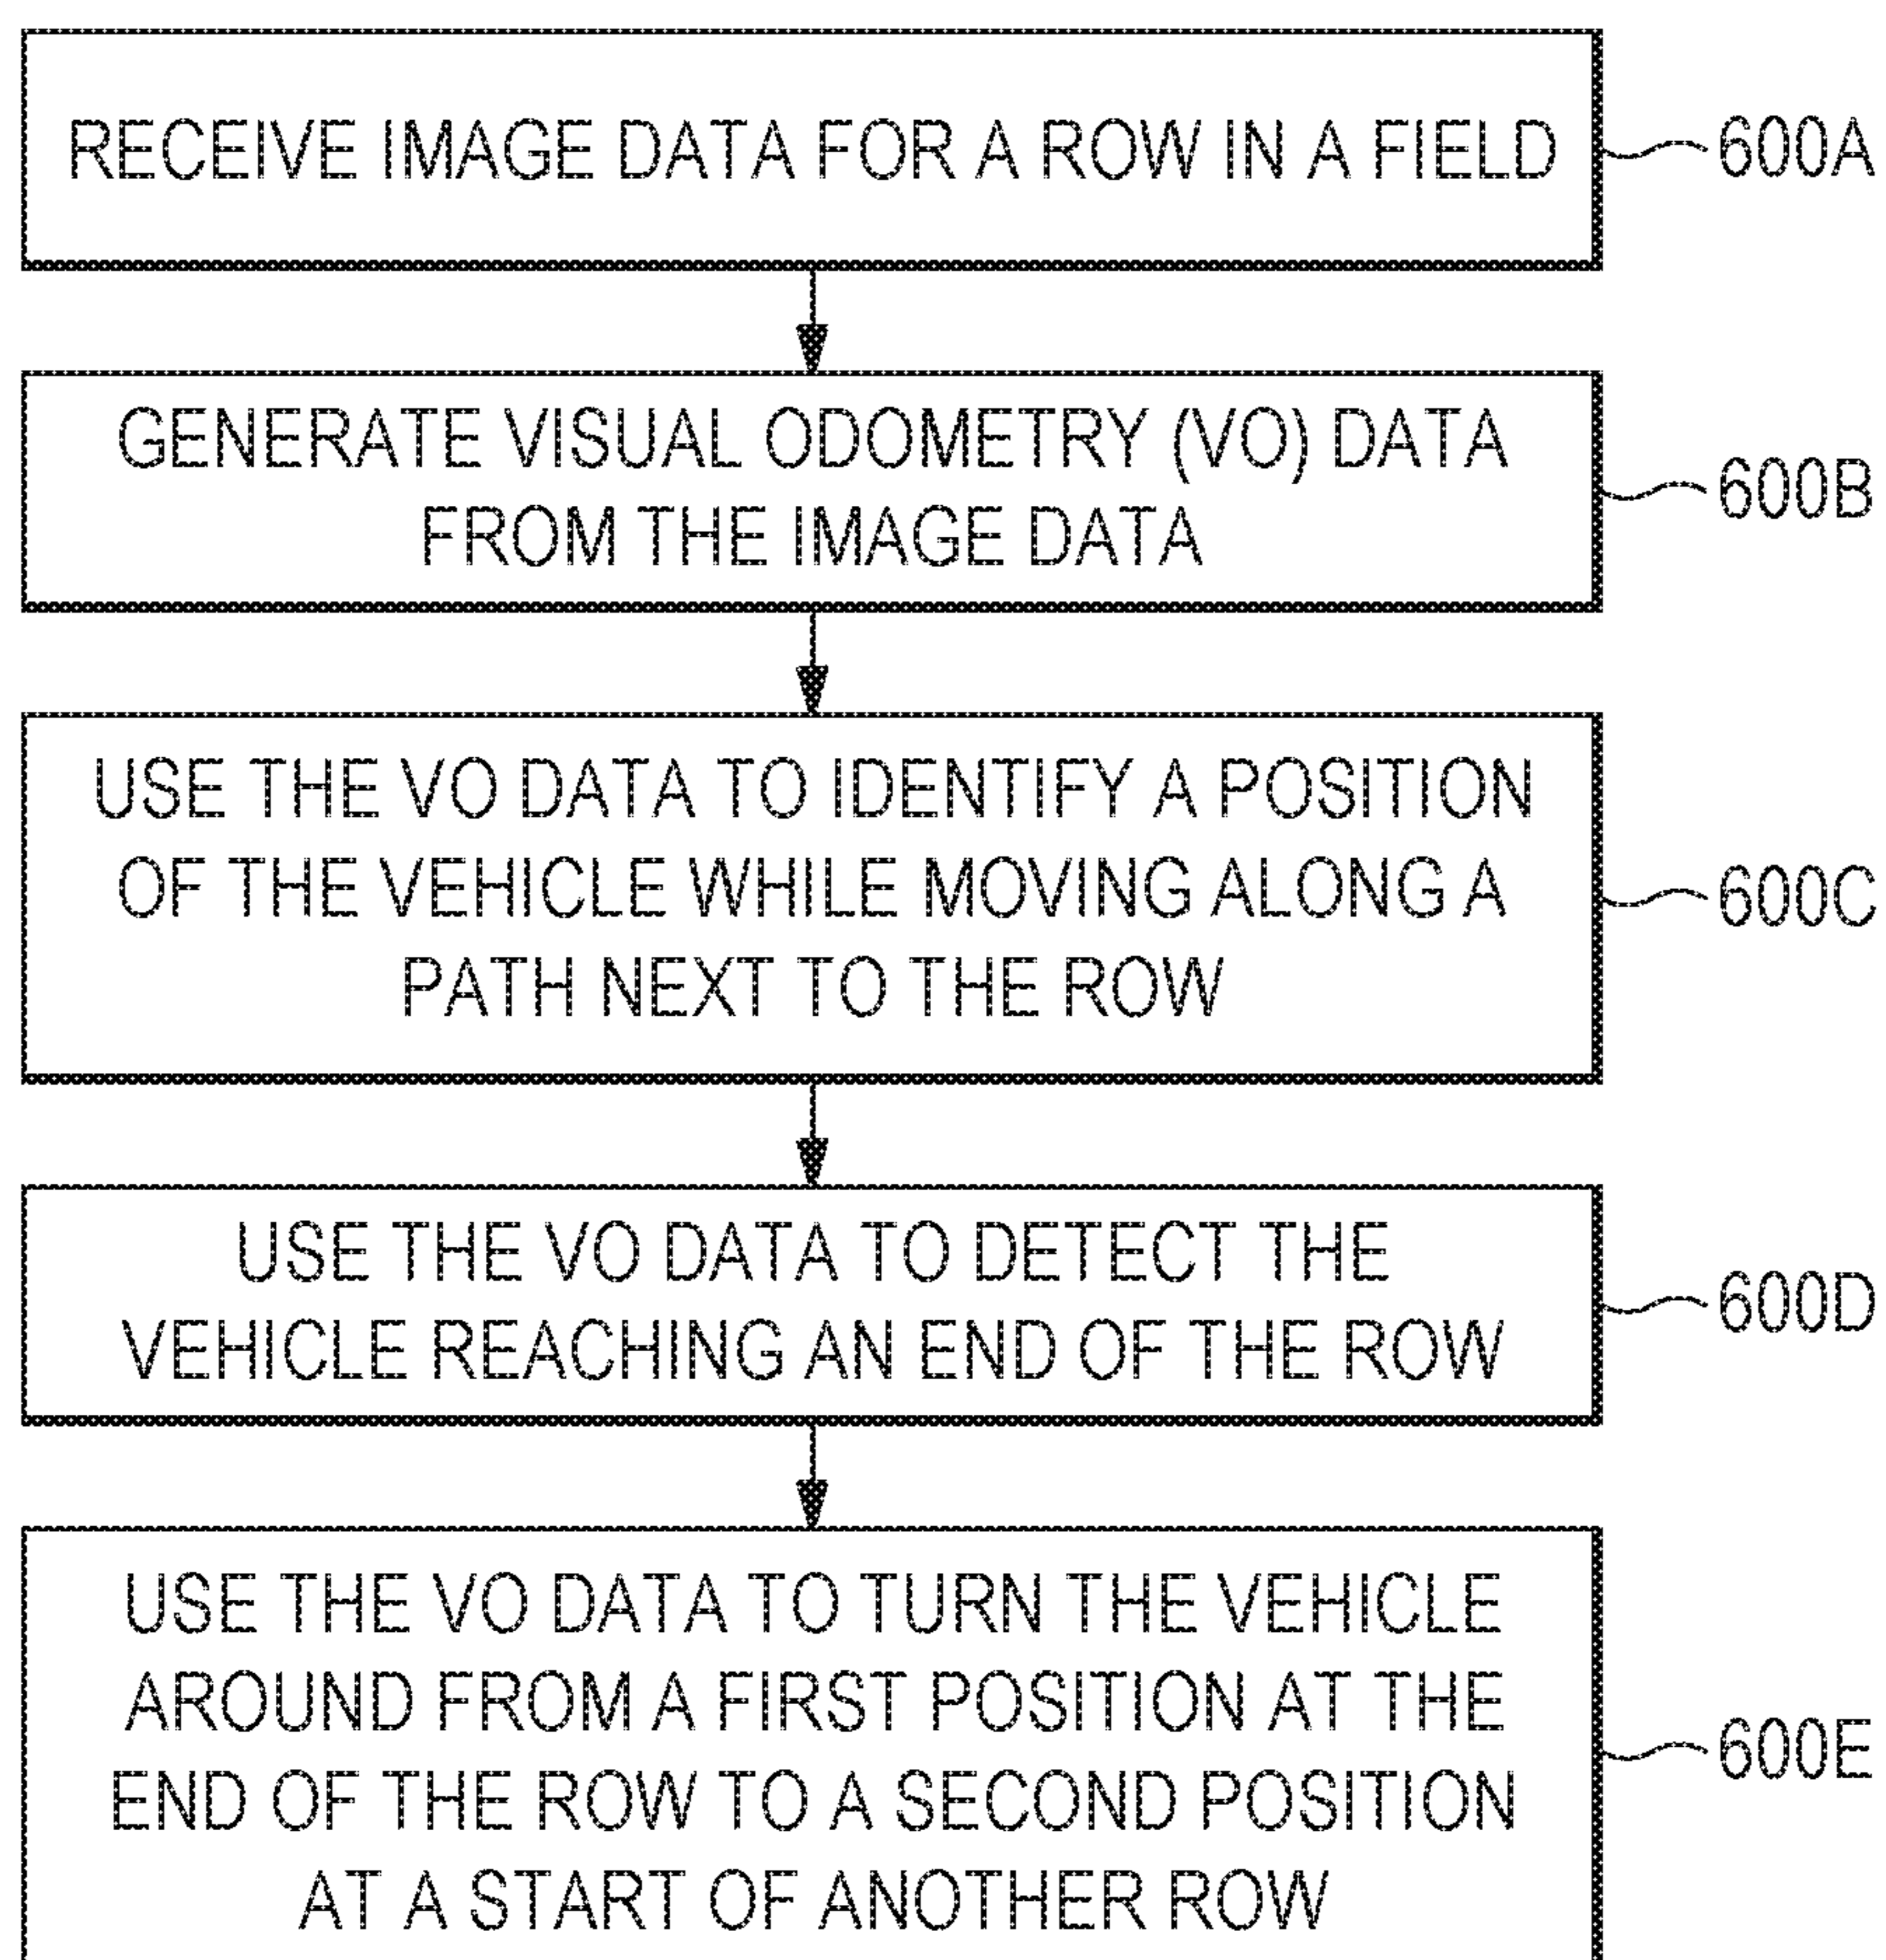 RECEIVE IMAGE DATA FOR A ROW IN A FIELD
600A
GENERATE VISUAL ODOMETRY (VO) DATA
FROM THE IMAGE DATA
600B
USE THE VO DATA TO IDENTIFY A POSITION
OF THE VEHICLE WHILE MOVING ALONG A
PATH NEXT TO THE ROW
600C
USE THE VO DATA TO DETECT THE
VEHICLE REACHING AN END OF THE ROW
600D
USE THE VO DATA TO TURN THE VEHICLE
AROUND FROM A FIRST POSITION AT THE
END OF THE ROW TO A SECOND POSITION
AT A START OF ANOTHER ROW
600E